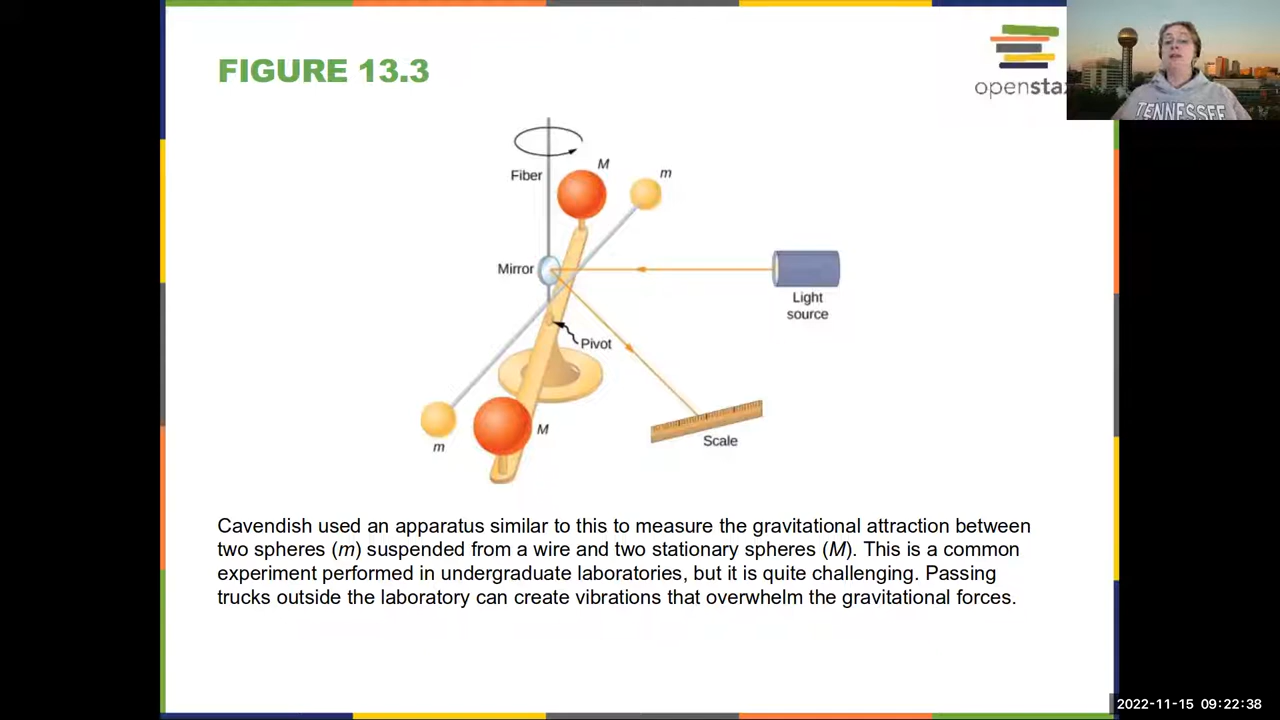 FIGURE 13.3
openstax
TENNESSEE
M
m
Fiber
Mirror
Light
source
Pivot
M
m
Scale
Cavendish used an apparatus similar to this to measure the gravitational attraction between
two spheres (m) suspended from a wire and two stationary spheres (M). This is a common
experiment performed in undergraduate laboratories, but it is quite challenging. Passing
trucks outside the laboratory can create vibrations that overwhelm the gravitational forces.
2022-11-15 09:22:38